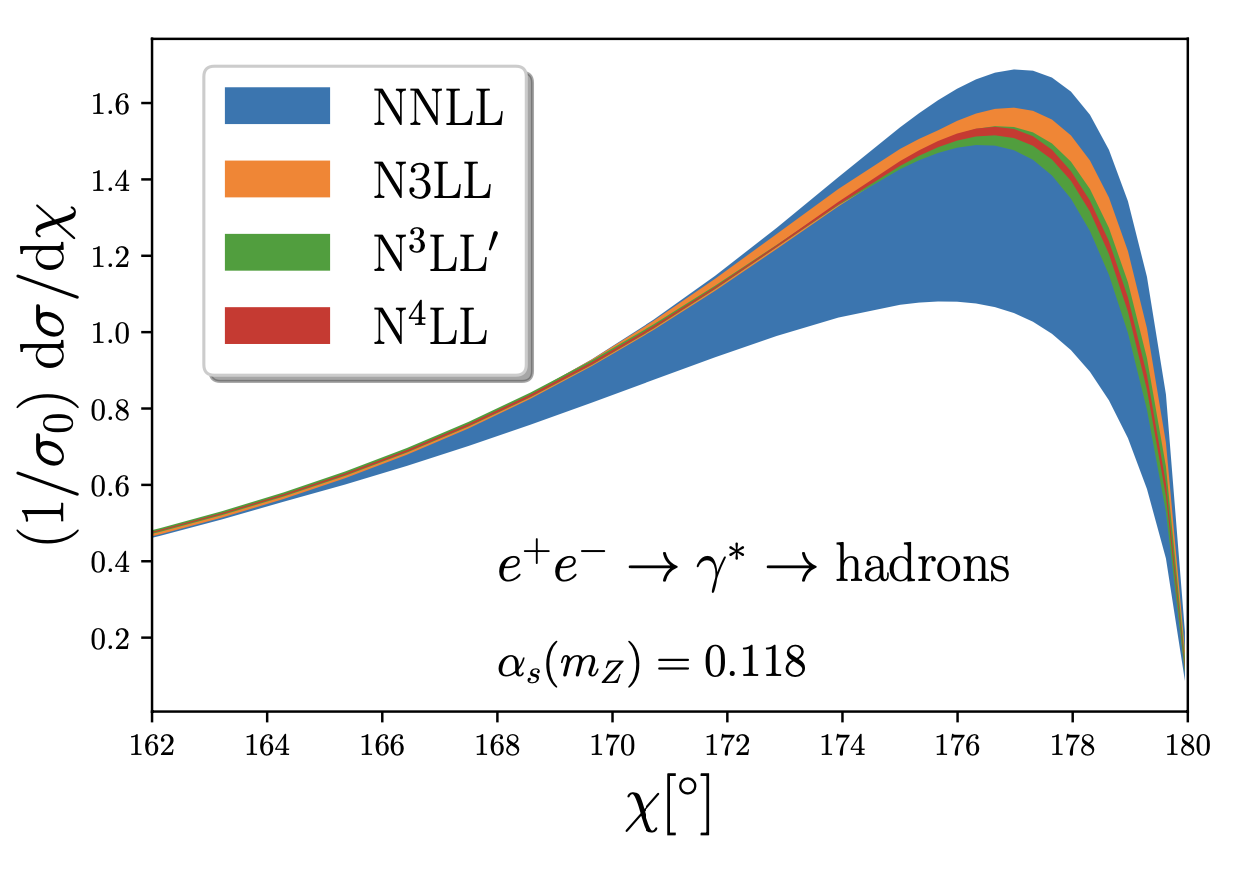 (1/σ₀) dσ/dχ
1.6
1.4
1.2
1.0
0.8
0.6
0.4
0.2
NNLL
N3LL
N³LL′
N⁴LL
e⁺e⁻ → γ* → hadrons
αₛ(m_Z) = 0.118
162 164 166 168 170 172 174 176 178 180
χ[°]